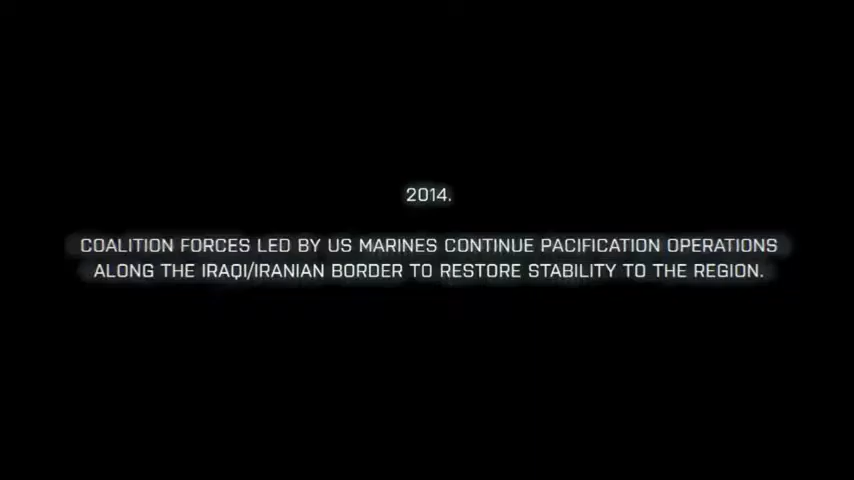 2014.
COALITION FORCES LED BY US MARINES CONTINUE PACIFICATION OPERATIONS
ALONG THE IRAQI/IRANIAN BORDER TO RESTORE STABILITY TO THE REGION.